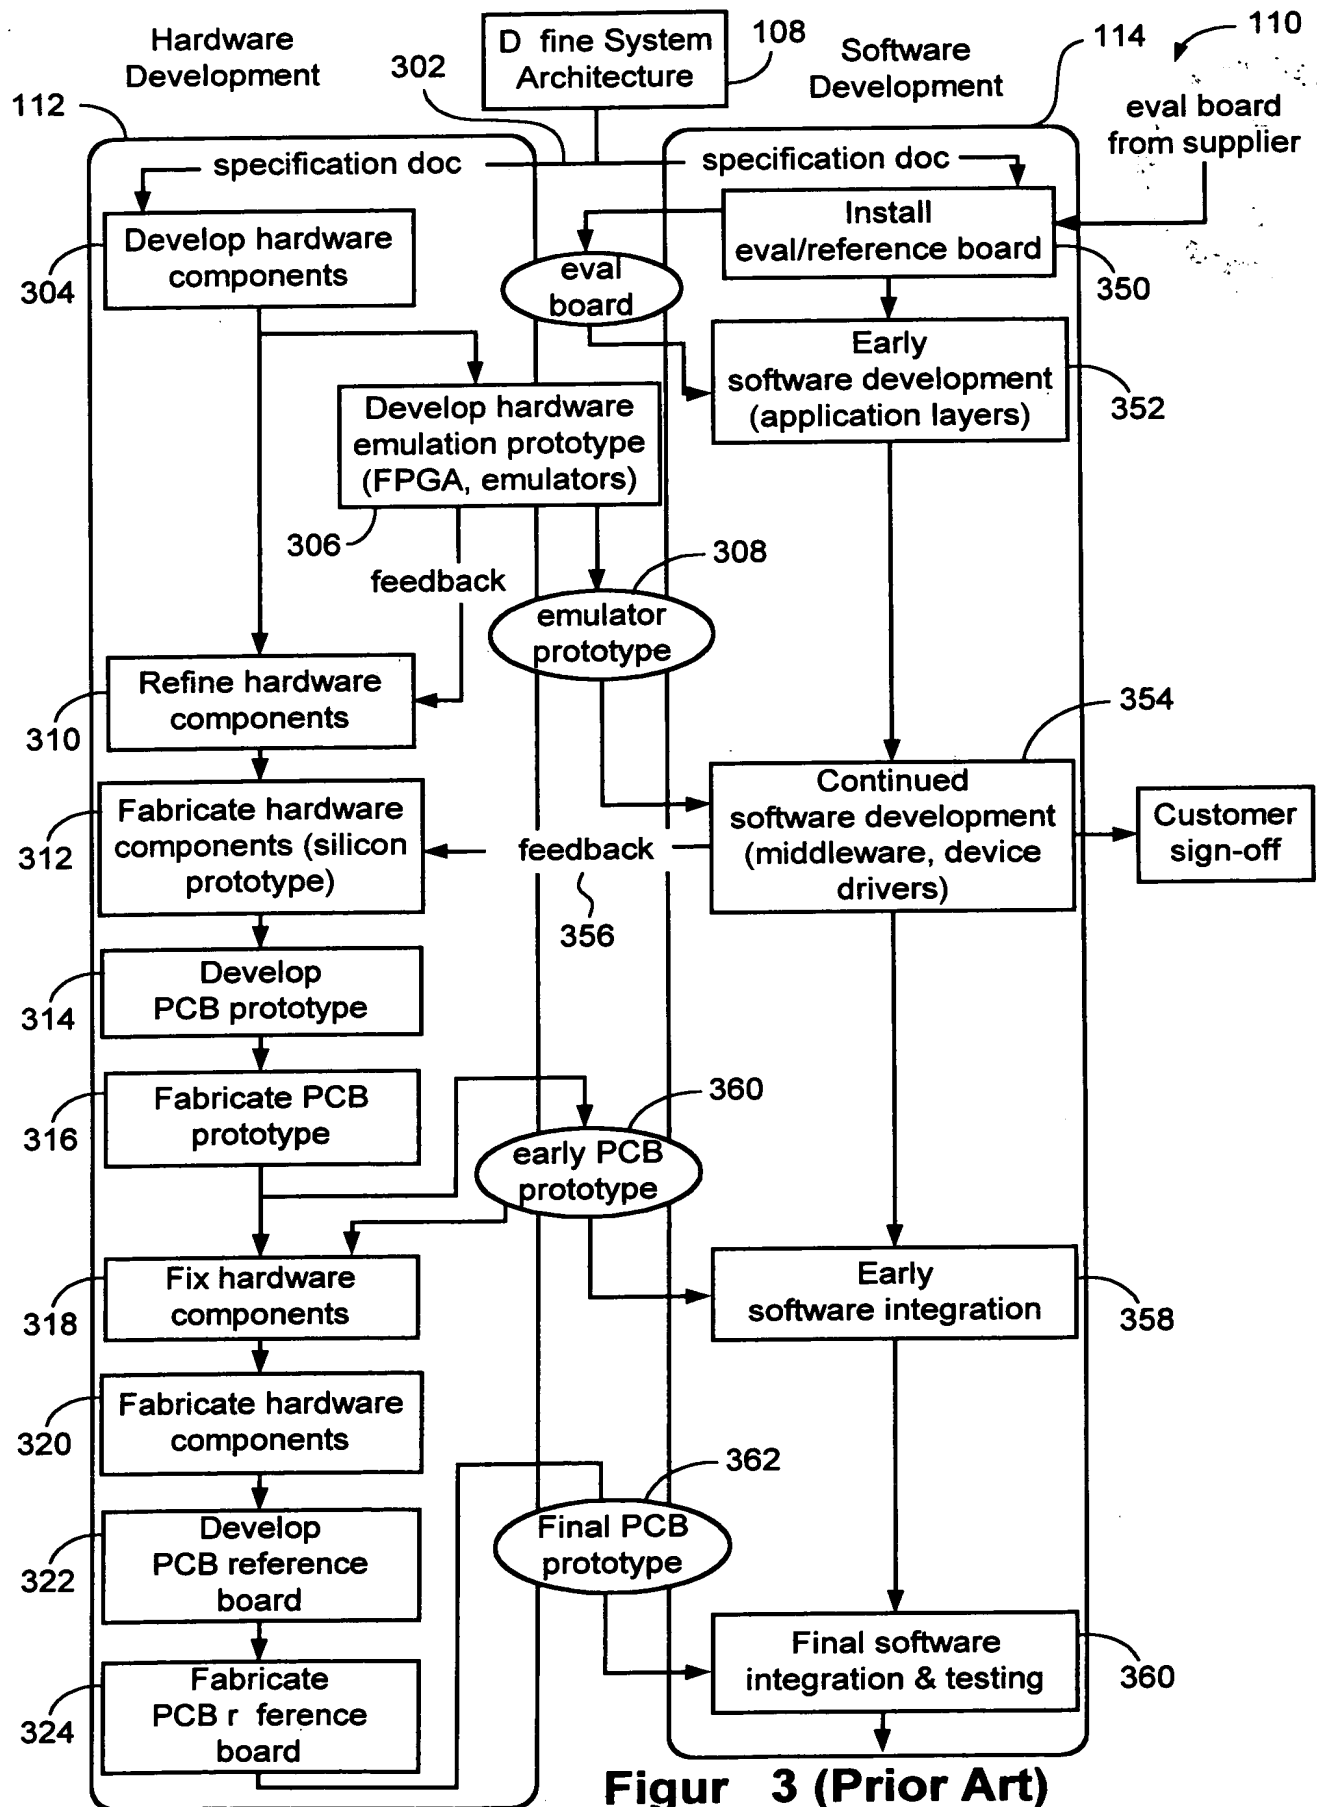 Hardware
Development
112
302
D fine System
Architecture
108
Software
Development
114
110
eval board
from supplier
specification doc
specification doc
Develop hardware
components
304
Install
eval/reference board
350
eval
board
Early
software development
(application layers)
352
Develop hardware
emulation prototype
(FPGA, emulators)
306
feedback
308
emulator
prototype
Refine hardware
components
310
354
Continued
software development
(middleware, device
drivers)
Customer
sign-off
Fabricate hardware
components (silicon
prototype)
312
feedback
356
Develop
PCB prototype
314
Fabricate PCB
prototype
316
360
early PCB
prototype
Fix hardware
components
318
Early
software integration
358
Fabricate hardware
components
320
362
Final PCB
prototype
Develop
PCB reference
board
322
Final software
integration & testing
360
Fabricate
PCB r ference
board
324
Figur 3 (Prior Art)